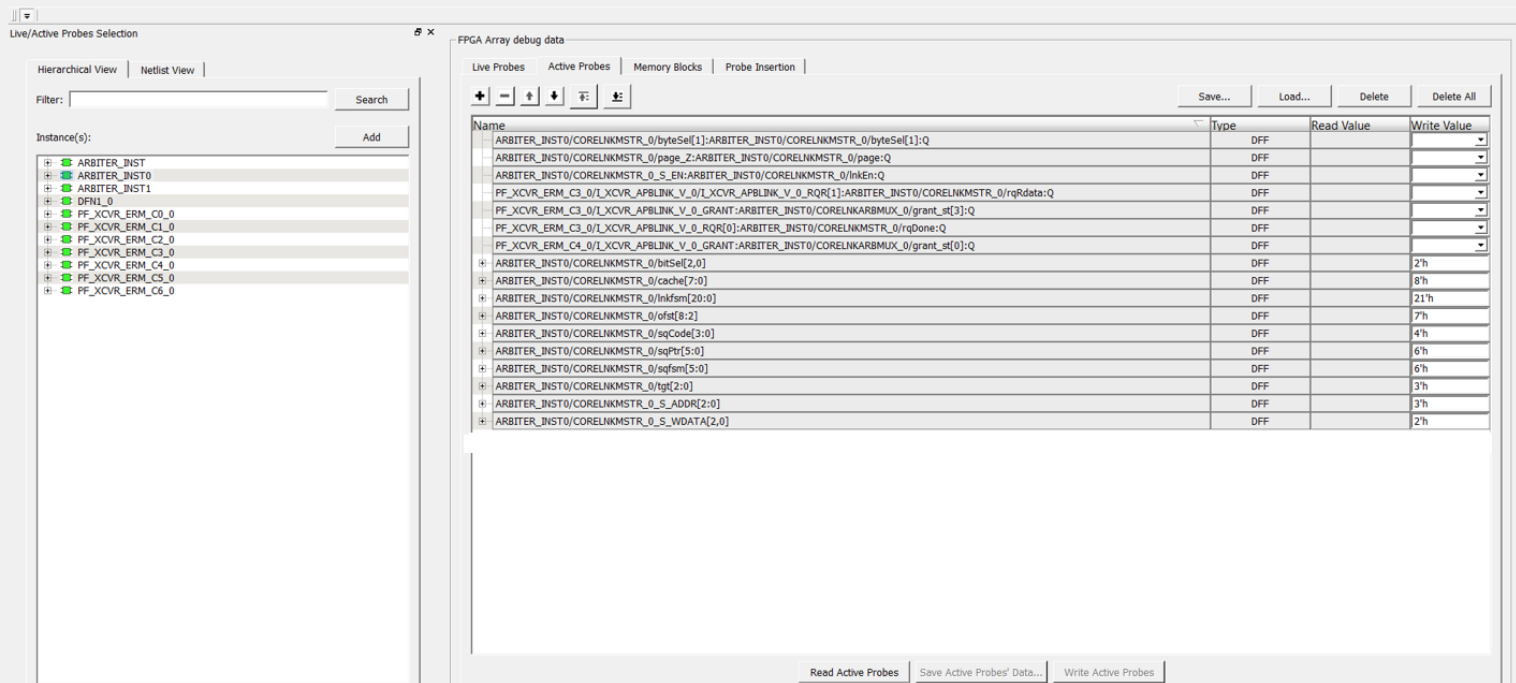 Live/Active Probes Selection
Hierarchical View Netlist View
Filter: Search
Instance(s): Add
ARBITER_INST
ARBITER_INST0
ARBITER_INST1
DFN1_0
PF_XCVR_ERM_C0_0
PF_XCVR_ERM_C1_0
PF_XCVR_ERM_C2_0
PF_XCVR_ERM_C3_0
PF_XCVR_ERM_C4_0
PF_XCVR_ERM_C5_0
PF_XCVR_ERM_C6_0
FPGA Array debug data
Live Probes Active Probes Memory Blocks Probe Insertion
Save... Load... Delete Delete All
Name Type Read Value Write Value
ARBITER_INST0/CORELNKMSTR_0/byteSel[1]:ARBITER_INST0/CORELNKMSTR_0/byteSel[1]:Q DFF
ARBITER_INST0/CORELNKMSTR_0/page_Z:ARBITER_INST0/CORELNKMSTR_0/page:Q DFF
ARBITER_INST0/CORELNKMSTR_0_S_EN:ARBITER_INST0/CORELNKMSTR_0/lnkEn:Q DFF
PF_XCVR_ERM_C3_0/I_XCVR_APBLINK_V_0/I_XCVR_APBLINK_V_0_RQR[1]:ARBITER_INST0/CORELNKMSTR_0/rqRdata:Q DFF
PF_XCVR_ERM_C3_0/I_XCVR_APBLINK_V_0_GRANT:ARBITER_INST0/CORELNKARBMUX_0/grant_st[3]:Q DFF
PF_XCVR_ERM_C3_0/I_XCVR_APBLINK_V_0_RQR[0]:ARBITER_INST0/CORELNKMSTR_0/rqDone:Q DFF
PF_XCVR_ERM_C4_0/I_XCVR_APBLINK_V_0_GRANT:ARBITER_INST0/CORELNKARBMUX_0/grant_st[0]:Q DFF
ARBITER_INST0/CORELNKMSTR_0/bitSel[2,0] DFF 2'h
ARBITER_INST0/CORELNKMSTR_0/cache[7:0] DFF 8'h
ARBITER_INST0/CORELNKMSTR_0/lnkfsm[20:0] DFF 21'h
ARBITER_INST0/CORELNKMSTR_0/ofst[8:2] DFF 7'h
ARBITER_INST0/CORELNKMSTR_0/sqCode[3:0] DFF 4'h
ARBITER_INST0/CORELNKMSTR_0/sqPtr[5:0] DFF 6'h
ARBITER_INST0/CORELNKMSTR_0/sqfsm[5:0] DFF 6'h
ARBITER_INST0/CORELNKMSTR_0/tgt[2:0] DFF 3'h
ARBITER_INST0/CORELNKMSTR_0_S_ADDR[2:0] DFF 3'h
ARBITER_INST0/CORELNKMSTR_0_S_WDATA[2,0] DFF 2'h
Read Active Probes Save Active Probes' Data... Write Active Probes